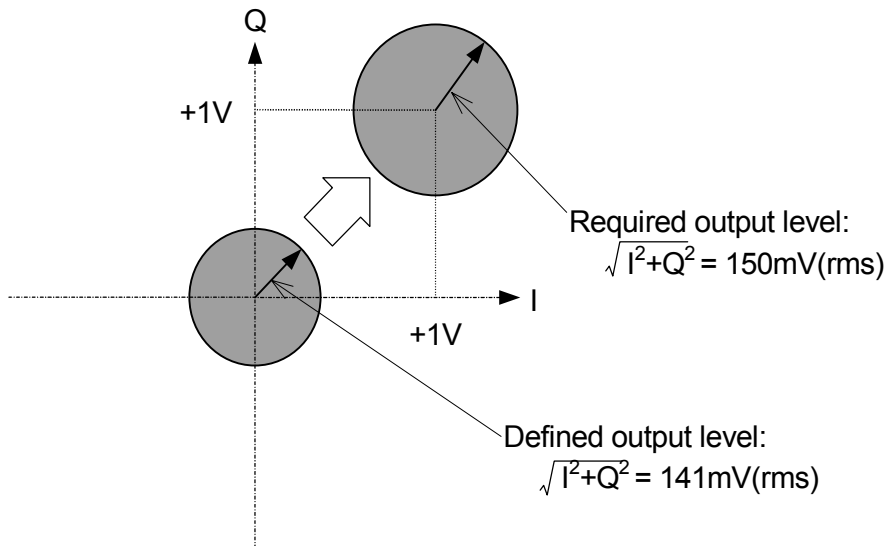 Q
+1V
Required output level:
√I²+Q² = 150mV(rms)
I
+1V
Defined output level:
√I²+Q² = 141mV(rms)